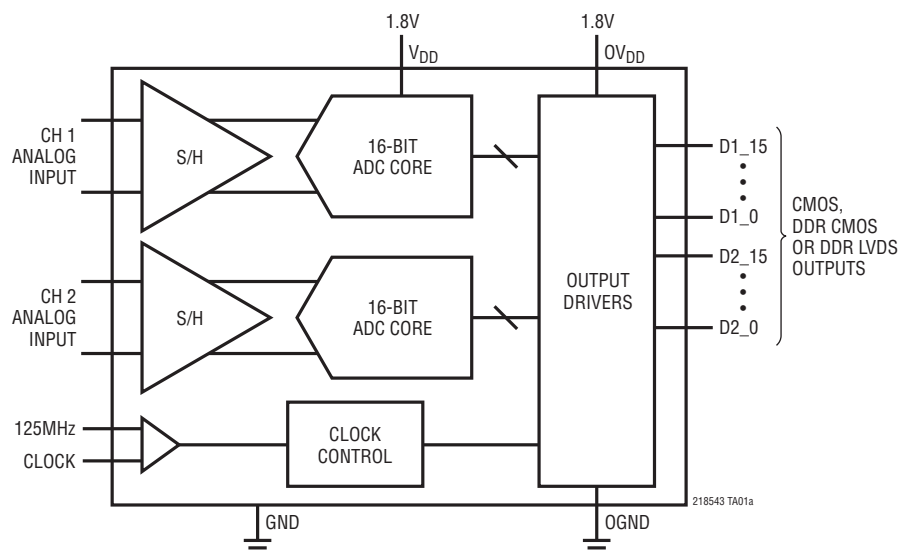 1.8V
1.8V
VDD
OVDD
CH 1
ANALOG
INPUT
S/H
16-BIT
ADC CORE
D1_15
D1_0
CH 2
ANALOG
INPUT
S/H
16-BIT
ADC CORE
OUTPUT
DRIVERS
D2_15
D2_0
CMOS,
DDR CMOS
OR DDR LVDS
OUTPUTS
125MHz
CLOCK
CLOCK
CONTROL
GND
OGND
218543 TA01a